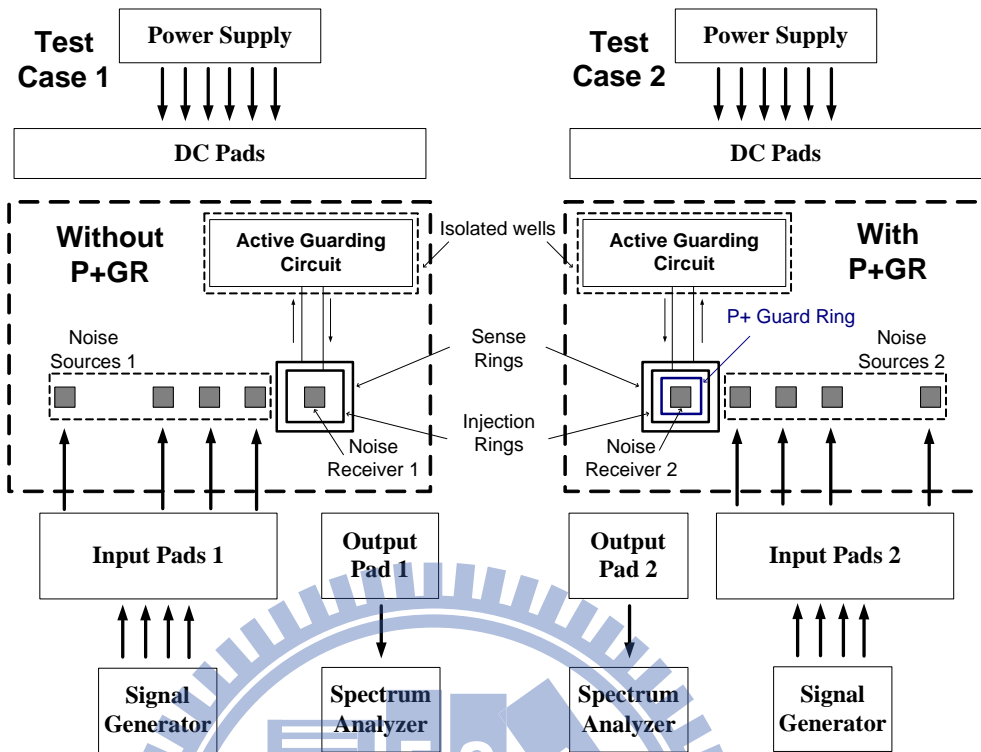 Test
Case 1
Power Supply
Test
Case 2
Power Supply
DC Pads
DC Pads
Without
P+GR
Active Guarding
Circuit
Isolated wells
Active Guarding
Circuit
With
P+GR
P+ Guard Ring
Noise
Sources 1
Sense
Rings
Noise
Sources 2
Injection
Rings
Noise
Receiver 1
Noise
Receiver 2
Input Pads 1
Output
Pad 1
Output
Pad 2
Input Pads 2
Signal
Generator
Spectrum
Analyzer
Spectrum
Analyzer
Signal
Generator